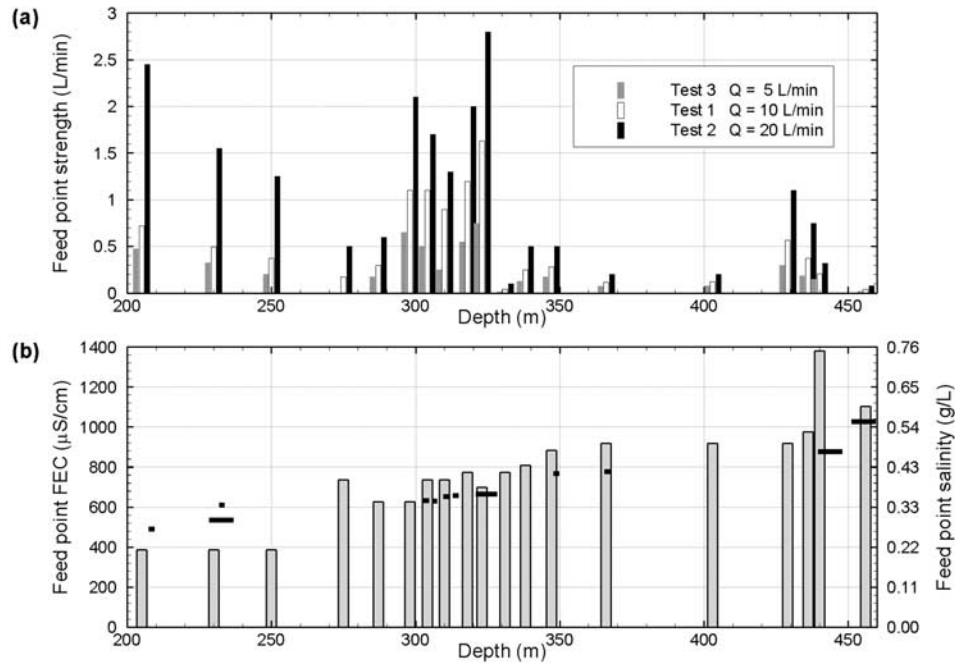 (a)
Feed point strength (L/min)
3
2.5
2
1.5
1
0.5
0
Test 3 Q = 5 L/min
Test 1 Q = 10 L/min
Test 2 Q = 20 L/min
200 250 300 350 400 450
Depth (m)
(b)
Feed point FEC (µS/cm)
1400
1200
1000
800
600
400
200
0
0.76
0.65
0.54
0.43
0.33
0.22
0.11
0.00
Feed point salinity (g/L)
200 250 300 350 400 450
Depth (m)